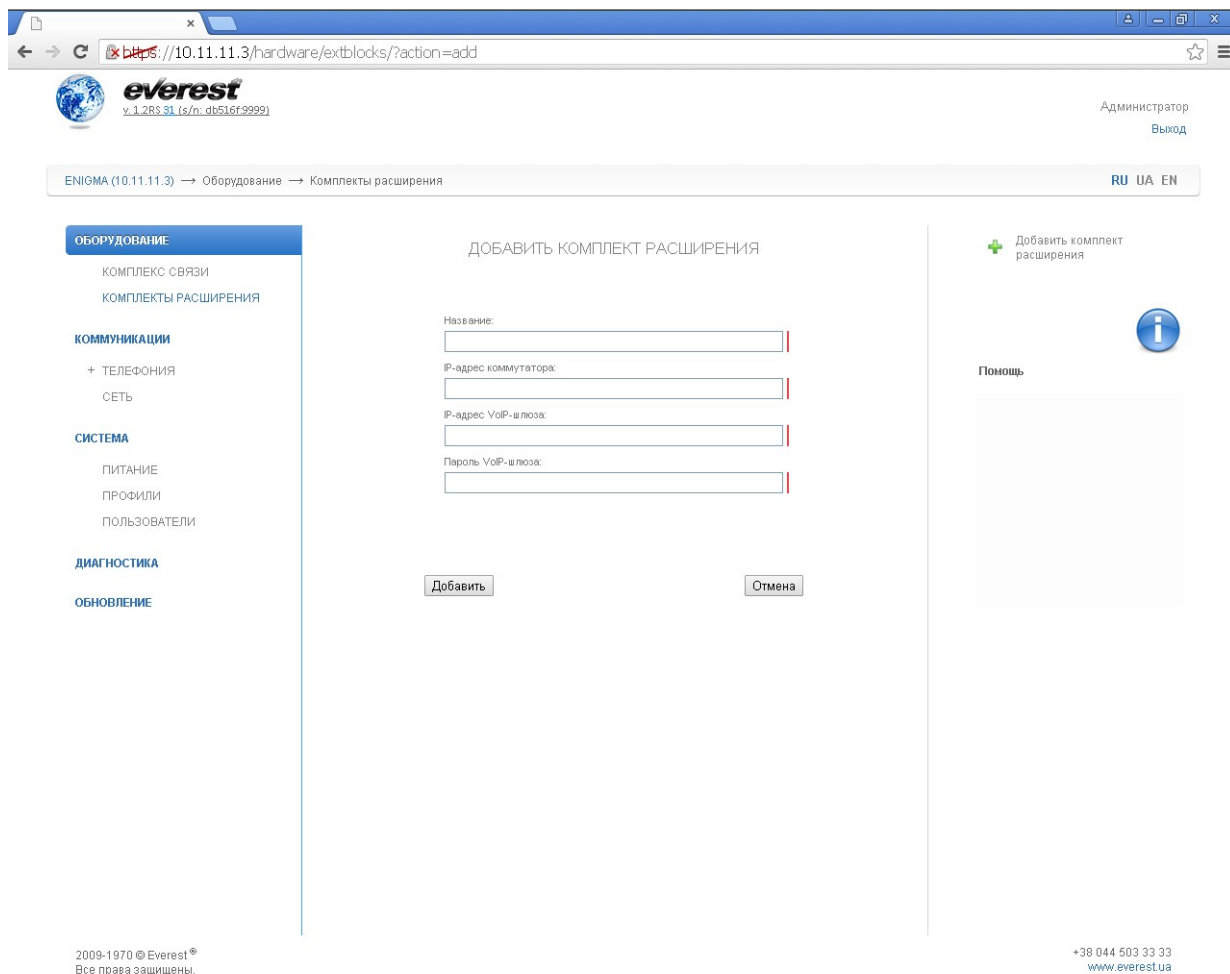 https://10.11.11.3/hardware/extblocks/?action=add
everest
v. 1.2RS 31 (s/n: db516f:9999)
Администратор
Выход
ENIGMA (10.11.11.3) → Оборудование → Комплекты расширения
RU UA EN
ОБОРУДОВАНИЕ
КОМПЛЕКС СВЯЗИ
КОМПЛЕКТЫ РАСШИРЕНИЯ
КОММУНИКАЦИИ
+ ТЕЛЕФОНИЯ
СЕТЬ
СИСТЕМА
ПИТАНИЕ
ПРОФИЛИ
ПОЛЬЗОВАТЕЛИ
ДИАГНОСТИКА
ОБНОВЛЕНИЕ
ДОБАВИТЬ КОМПЛЕКТ РАСШИРЕНИЯ
Название:
IP-адрес коммутатора:
IP-адрес VoIP-шлюза:
Пароль VoIP-шлюза:
Добавить
Отмена
Добавить комплект
расширения
i
Помощь
2009-1970 © Everest ®
Все права защищены.
+38 044 503 33 33
www.everest.ua